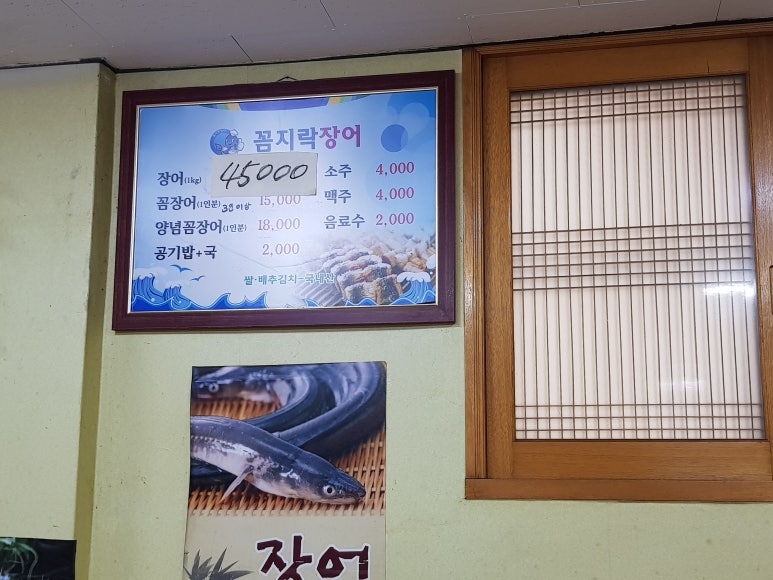 꼼지락장어
장어(1kg) 45000
꼼장어(1인분) 3인 이상 15,000
양념꼼장어(1인분) 18,000
공기밥+국 2,000
소주 4,000
맥주 4,000
음료수 2,000
쌀·배추김치-국내산
장어